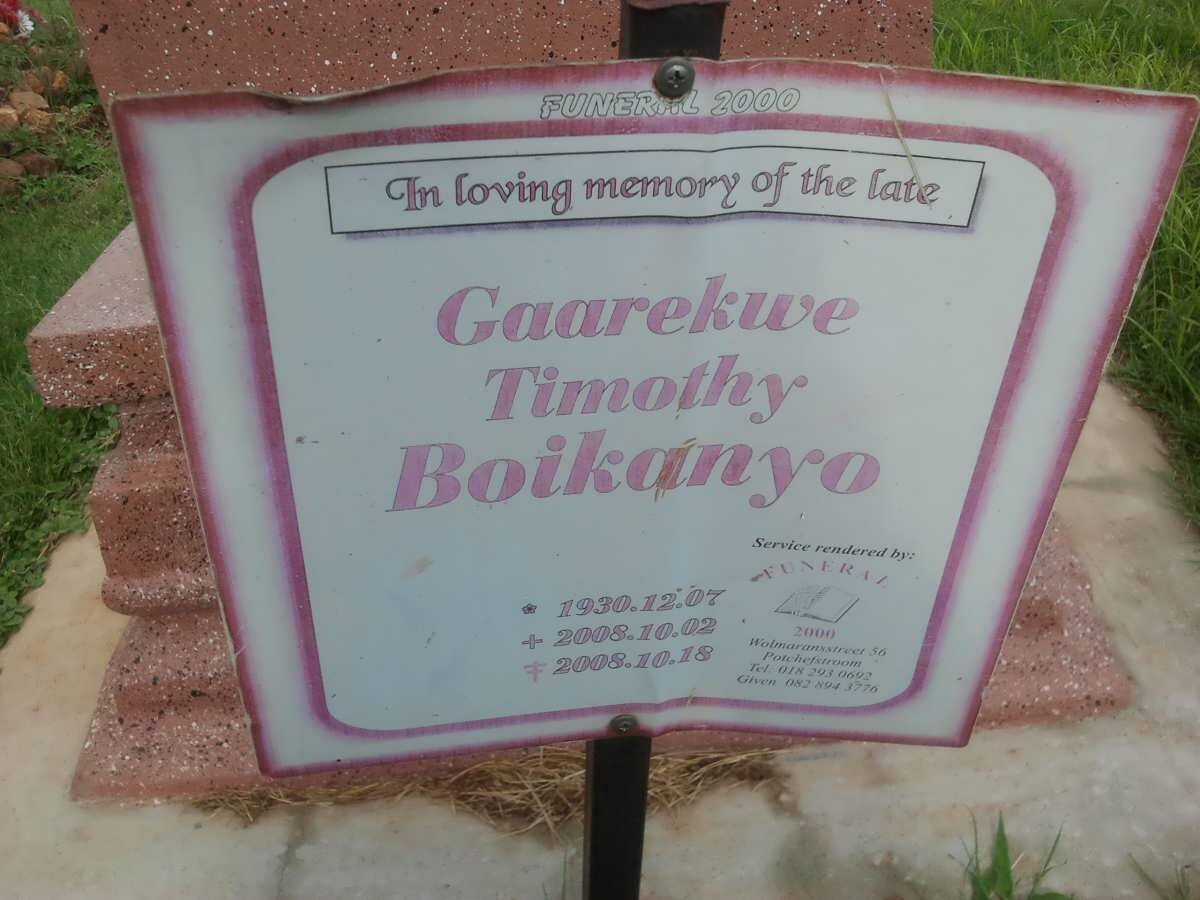 FUNERAL 2000
In loving memory of the late
Gaarekwe
Timothy
Boikanyo
* 1930.12.07
+ 2008.10.02
2008.10.18
Service rendered by:
FUNERAL
2000
Wolmaransstreet 56
Potchefstroom
Tel: 018 293 0692
Given 082 894 3776